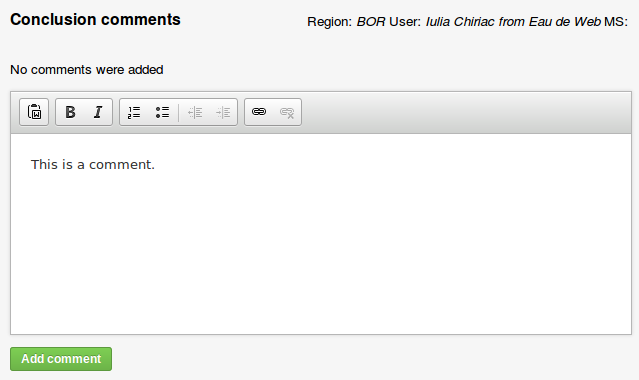 Conclusion comments
Region: BOR User: Iulia Chiriac from Eau de Web MS:
No comments were added
B I
This is a comment.
Add comment